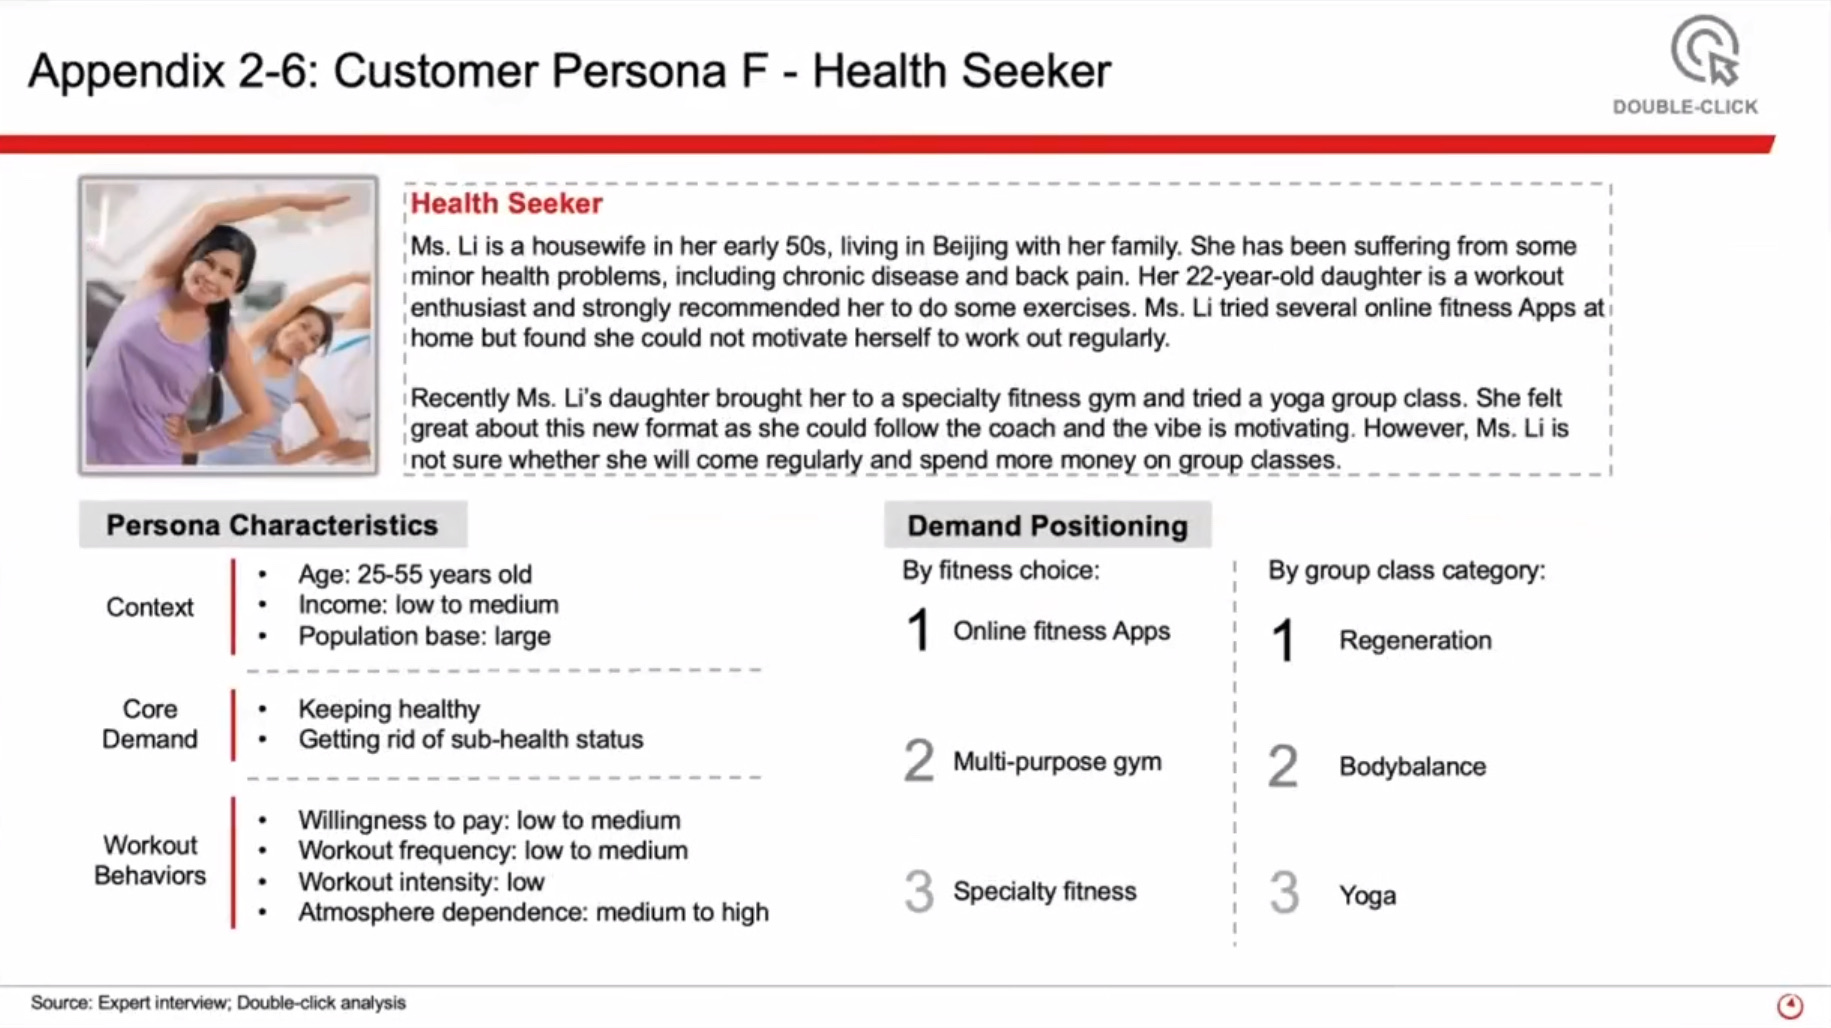 Appendix 2-6: Customer Persona F - Health Seeker
DOUBLE-CLICK
Health Seeker
Ms. Li is a housewife in her early 50s, living in Beijing with her family. She has been suffering from some
minor health problems, including chronic disease and back pain. Her 22-year-old daughter is a workout
enthusiast and strongly recommended her to do some exercises. Ms. Li tried several online fitness Apps at
home but found she could not motivate herself to work out regularly.
Recently Ms. Li's daughter brought her to a specialty fitness gym and tried a yoga group class. She felt
great about this new format as she could follow the coach and the vibe is motivating. However, Ms. Li is
not sure whether she will come regularly and spend more money on group classes.
Persona Characteristics
Context
• Age: 25-55 years old
• Income: low to medium
• Population base: large
Core
Demand
• Keeping healthy
• Getting rid of sub-health status
Workout
Behaviors
• Willingness to pay: low to medium
• Workout frequency: low to medium
• Workout intensity: low
• Atmosphere dependence: medium to high
Demand Positioning
By fitness choice:
1 Online fitness Apps
2 Multi-purpose gym
3 Specialty fitness
By group class category:
1 Regeneration
2 Bodybalance
3 Yoga
Source: Expert interview; Double-click analysis